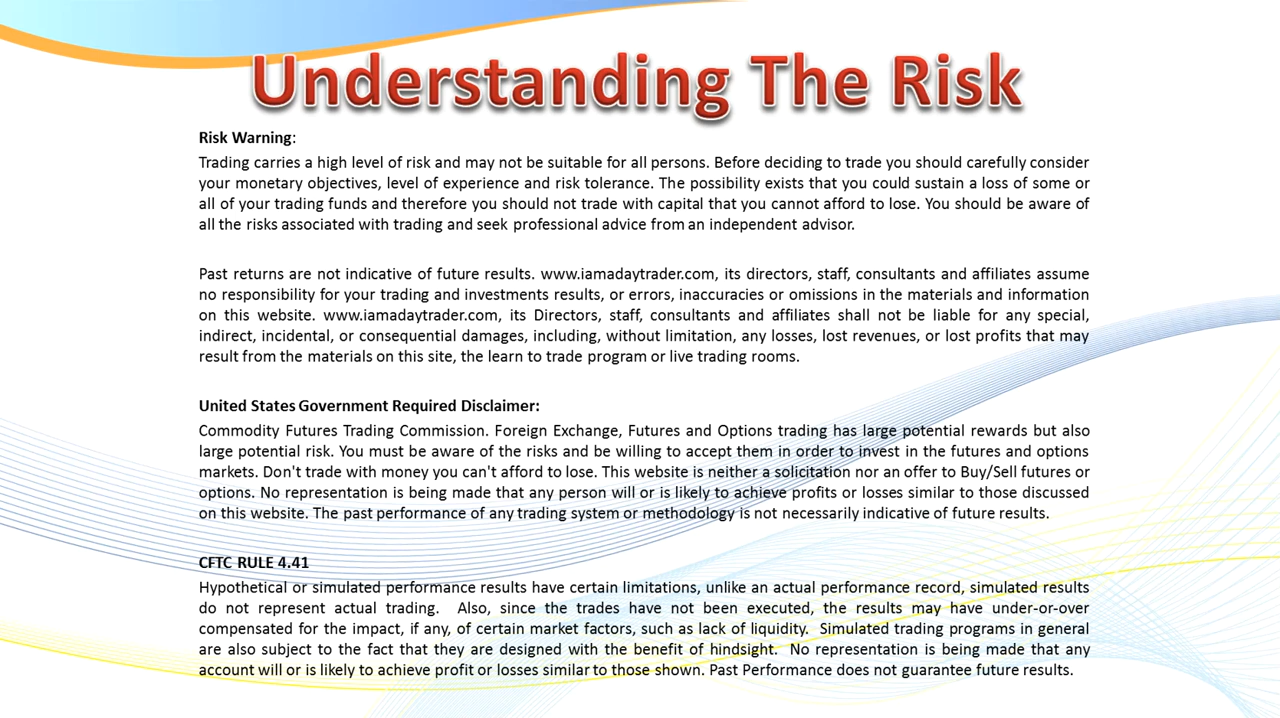 Understanding The Risk
Risk Warning:
Trading carries a high level of risk and may not be suitable for all persons. Before deciding to trade you should carefully consider
your monetary objectives, level of experience and risk tolerance. The possibility exists that you could sustain a loss of some or
all of your trading funds and therefore you should not trade with capital that you cannot afford to lose. You should be aware of
all the risks associated with trading and seek professional advice from an independent advisor.
Past returns are not indicative of future results. www.iamadaytrader.com, its directors, staff, consultants and affiliates assume
no responsibility for your trading and investments results, or errors, inaccuracies or omissions in the materials and information
on this website. www.iamadaytrader.com, its Directors, staff, consultants and affiliates shall not be liable for any special,
indirect, incidental, or consequential damages, including, without limitation, any losses, lost revenues, or lost profits that may
result from the materials on this site, the learn to trade program or live trading rooms.
United States Government Required Disclaimer:
Commodity Futures Trading Commission. Foreign Exchange, Futures and Options trading has large potential rewards but also
large potential risk. You must be aware of the risks and be willing to accept them in order to invest in the futures and options
markets. Don't trade with money you can't afford to lose. This website is neither a solicitation nor an offer to Buy/Sell futures or
options. No representation is being made that any person will or is likely to achieve profits or losses similar to those discussed
on this website. The past performance of any trading system or methodology is not necessarily indicative of future results.
CFTC RULE 4.41
Hypothetical or simulated performance results have certain limitations, unlike an actual performance record, simulated results
do not represent actual trading. Also, since the trades have not been executed, the results may have under-or-over
compensated for the impact, if any, of certain market factors, such as lack of liquidity. Simulated trading programs in general
are also subject to the fact that they are designed with the benefit of hindsight. No representation is being made that any
account will or is likely to achieve profit or losses similar to those shown. Past Performance does not guarantee future results.